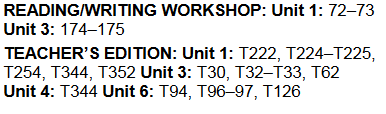 READING/WRITING WORKSHOP: Unit 1: 72–73
Unit 3: 174–175
TEACHER'S EDITION: Unit 1: T222, T224–T225,
T254, T344, T352 Unit 3: T30, T32–T33, T62
Unit 4: T344 Unit 6: T94, T96–97, T126